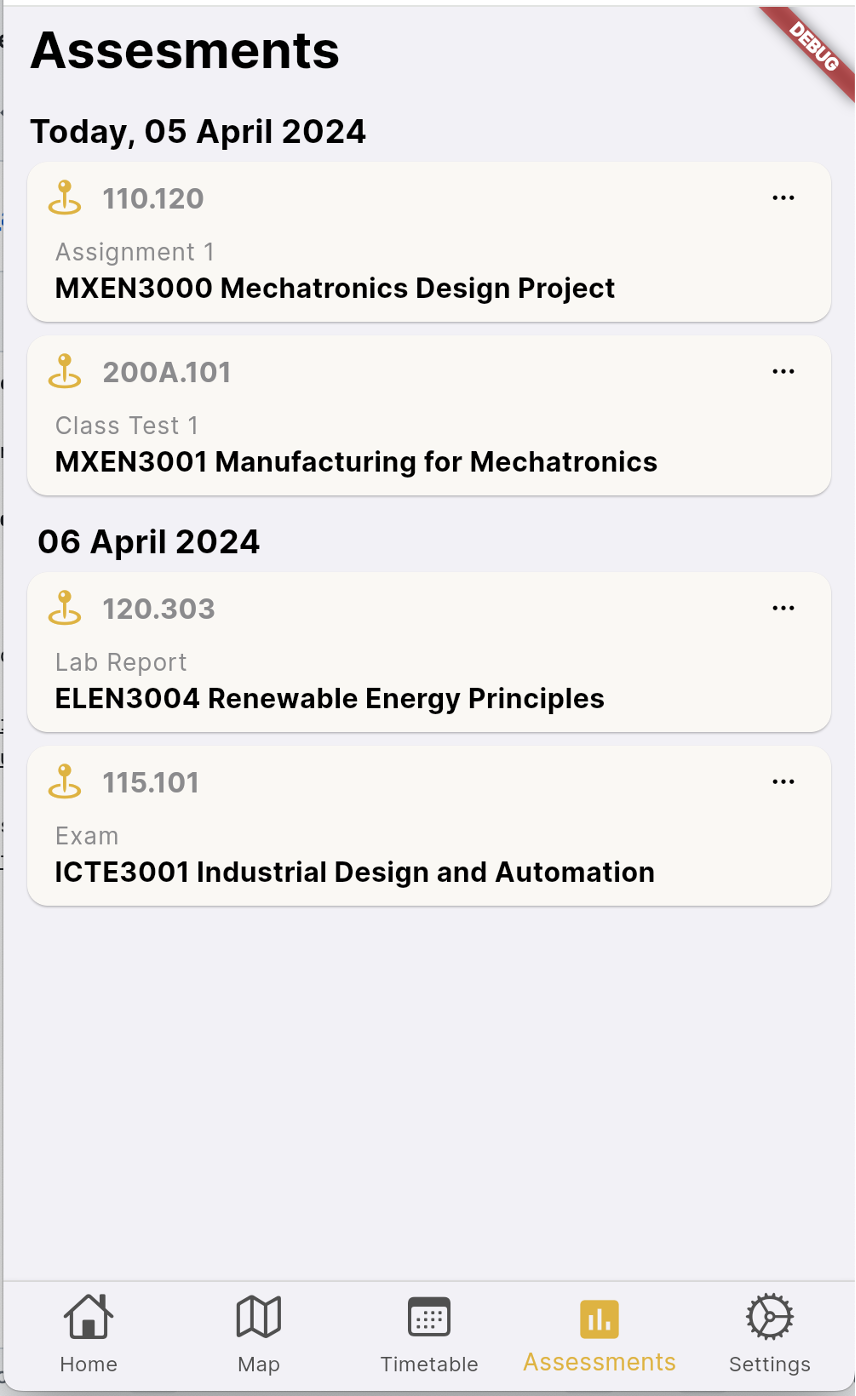 Assesments
DEBUG
Today, 05 April 2024
110.120
Assignment 1
MXEN3000 Mechatronics Design Project
200A.101
Class Test 1
MXEN3001 Manufacturing for Mechatronics
06 April 2024
120.303
Lab Report
ELEN3004 Renewable Energy Principles
115.101
Exam
ICTE3001 Industrial Design and Automation
Home
Map
Timetable
Assessments
Settings